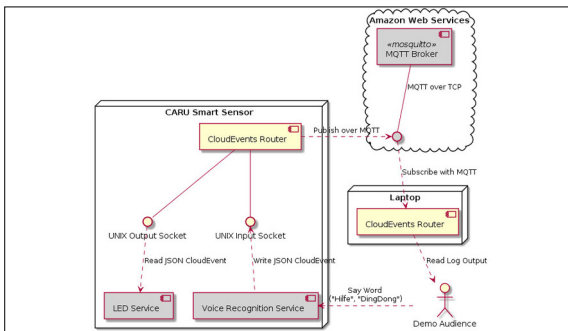 Amazon Web Services
«mosquitto»
MQTT Broker
MQTT over TCP
CARU Smart Sensor
CloudEvents Router
Publish over MQTT
Subscribe with MQTT
Laptop
CloudEvents Router
UNIX Output Socket
UNIX Input Socket
Read JSON CloudEvent
Write JSON CloudEvent
Read Log Output
LED Service
Voice Recognition Service
Say Word
("Hilfe", "DingDong")
Demo Audience